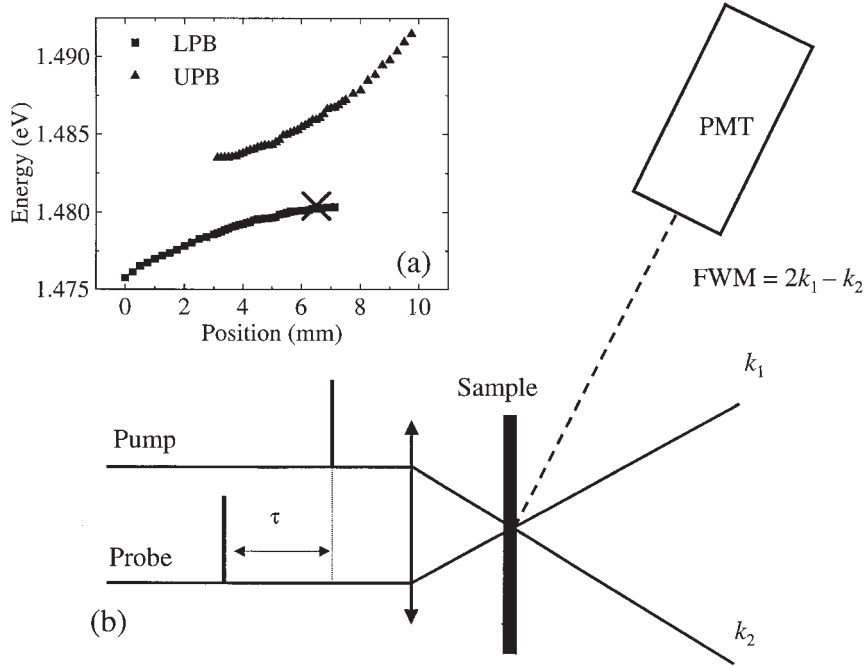 LPB
UPB
1.490
1.485
1.480
1.475
Energy (eV)
0 2 4 6 8 10
Position (mm)
(a)
PMT
FWM = 2k₁ – k₂
k₁
Sample
Pump
τ
Probe
(b)
k₂